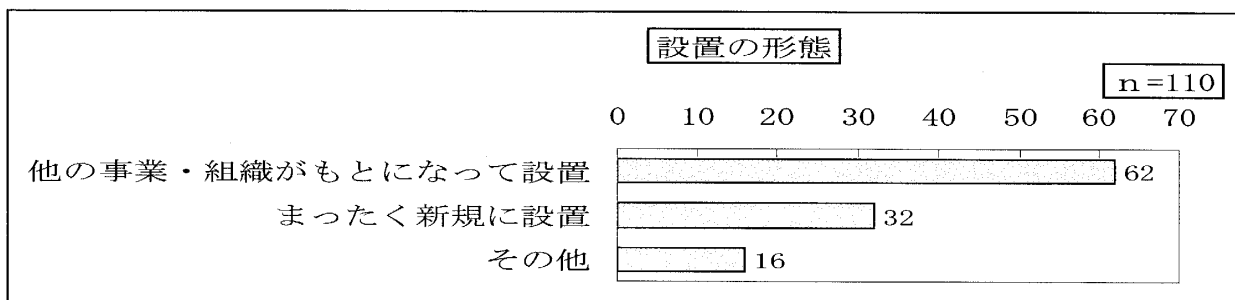 設置の形態
n=110
0 10 20 30 40 50 60 70
他の事業・組織がもとになって設置 62
まったく新規に設置 32
その他 16